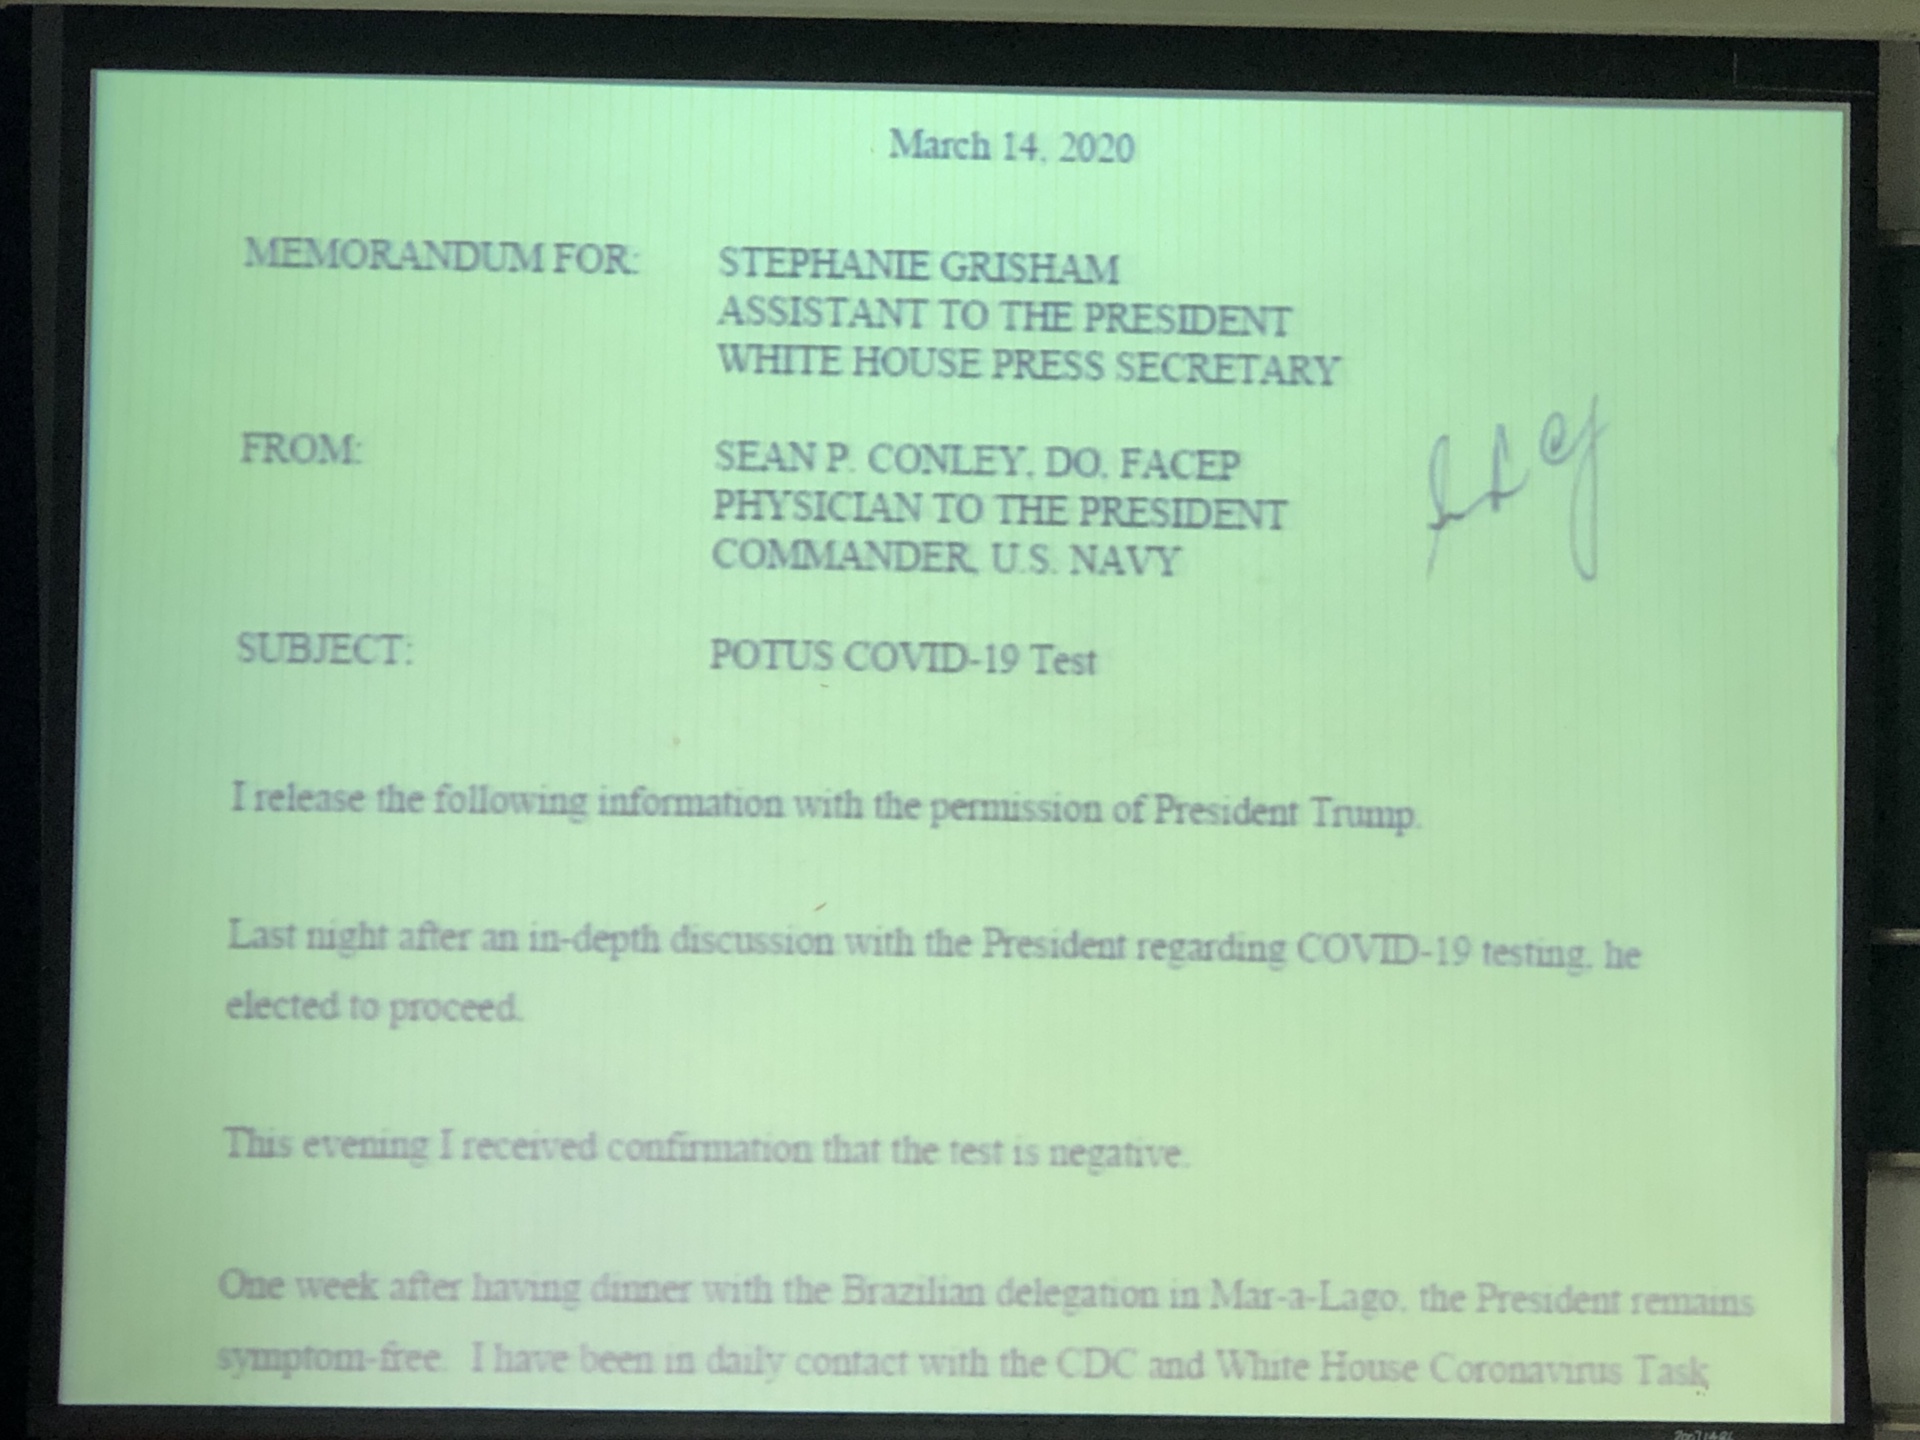 March 14, 2020
MEMORANDUM FOR: STEPHANIE GRISHAM
ASSISTANT TO THE PRESIDENT
WHITE HOUSE PRESS SECRETARY
FROM: SEAN P. CONLEY, DO, FACEP
PHYSICIAN TO THE PRESIDENT
COMMANDER, U.S. NAVY
SUBJECT: POTUS COVID-19 Test
I release the following information with the permission of President Trump.
Last night after an in-depth discussion with the President regarding COVID-19 testing, he
elected to proceed.
This evening I received confirmation that the test is negative.
One week after having dinner with the Brazilian delegation in Mar-a-Lago, the President remains
symptom-free. I have been in daily contact with the CDC and White House Coronavirus Task